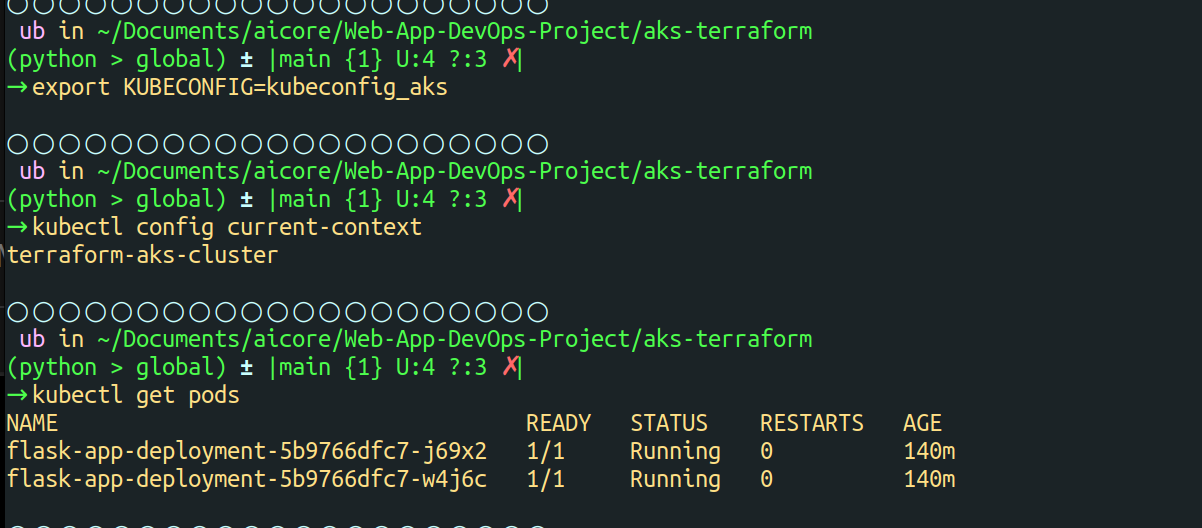 ○○○○○○○○○○○○○○○○○○○○○
ub in ~/Documents/aicore/Web-App-DevOps-Project/aks-terraform
(python > global) ± |main {1} U:4 ?:3 ✗|
→export KUBECONFIG=kubeconfig_aks
○○○○○○○○○○○○○○○○○○○○○
ub in ~/Documents/aicore/Web-App-DevOps-Project/aks-terraform
(python > global) ± |main {1} U:4 ?:3 ✗|
→kubectl config current-context
terraform-aks-cluster
○○○○○○○○○○○○○○○○○○○○○
ub in ~/Documents/aicore/Web-App-DevOps-Project/aks-terraform
(python > global) ± |main {1} U:4 ?:3 ✗|
→kubectl get pods
NAME READY STATUS RESTARTS AGE
flask-app-deployment-5b9766dfc7-j69x2 1/1 Running 0 140m
flask-app-deployment-5b9766dfc7-w4j6c 1/1 Running 0 140m
○○○○○○○○○○○○○○○○○○○○○